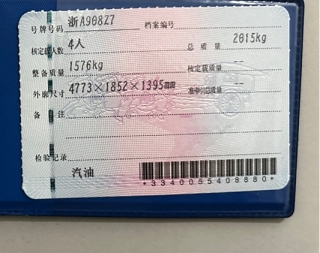 号牌号码 浙A908Z7 档案编号
核定载人数 4人 总质量 2015kg
整备质量 1576kg 核定载质量 --
外廓尺寸 4773×1852×1395mm 准牵引总质量 --
备注
检验记录
汽油
*3340055408880*